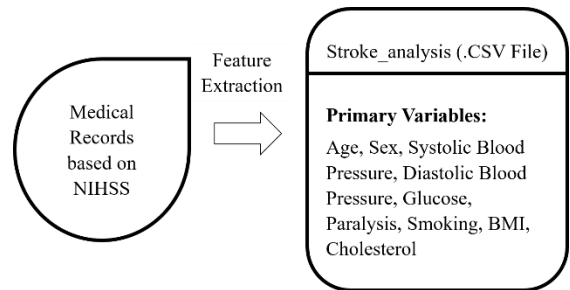 Medical
Records
based on
NIHSS
Feature
Extraction
Stroke_analysis (.CSV File)
Primary Variables:
Age, Sex, Systolic Blood
Pressure, Diastolic Blood
Pressure, Glucose,
Paralysis, Smoking, BMI,
Cholesterol